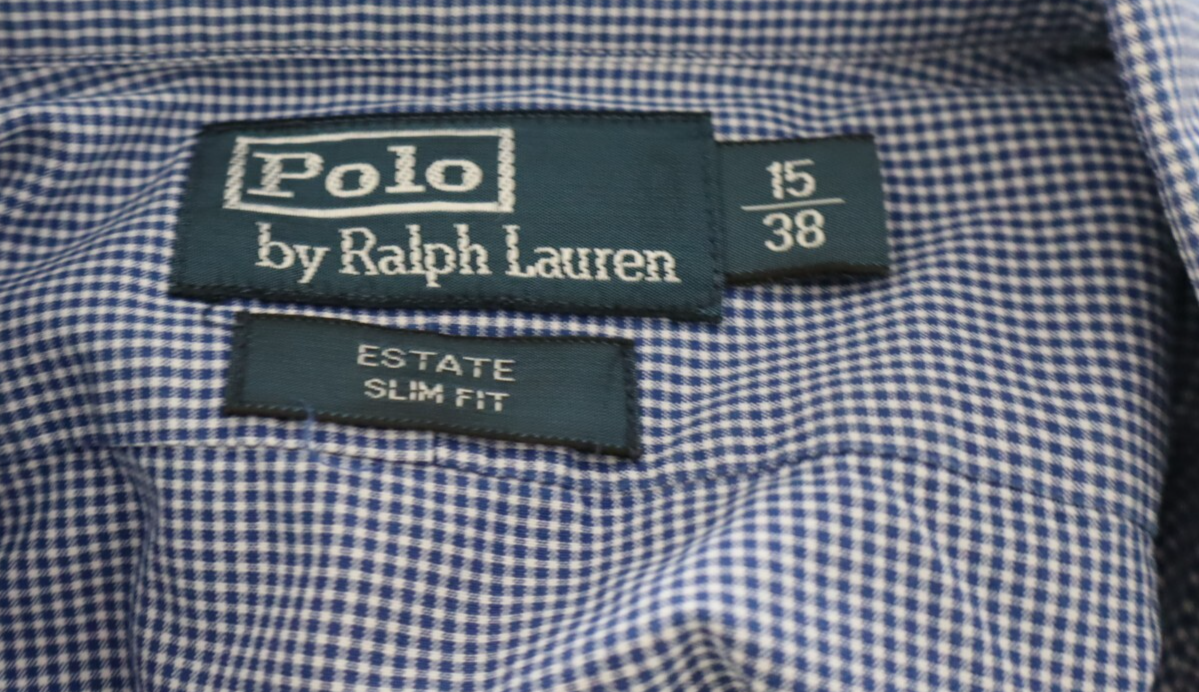 Polo
by Ralph Lauren
15
38
ESTATE
SLIM FIT